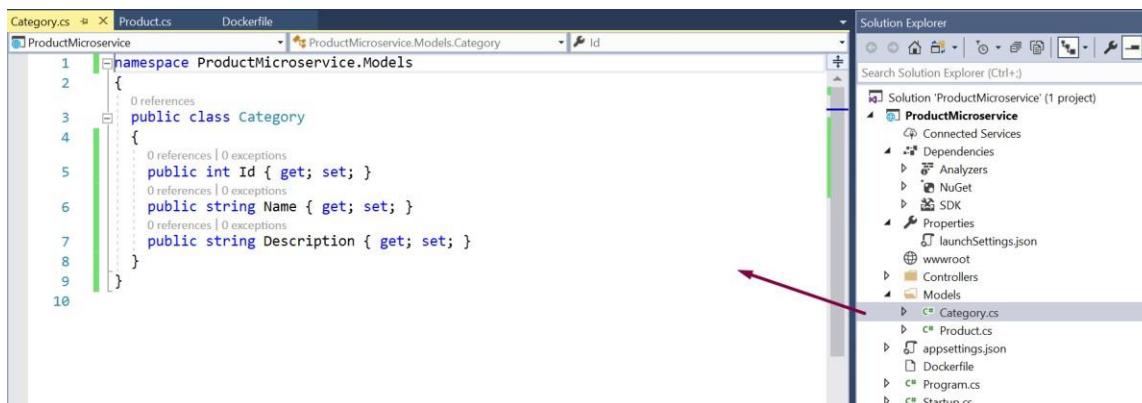 Category.cs
Product.cs
Dockerfile
ProductMicroservice
ProductMicroservice.Models.Category
Id
1 namespace ProductMicroservice.Models
2 {
0 references
3 public class Category
4 {
0 references | 0 exceptions
5 public int Id { get; set; }
0 references | 0 exceptions
6 public string Name { get; set; }
0 references | 0 exceptions
7 public string Description { get; set; }
8 }
9 }
10
Solution Explorer
Search Solution Explorer (Ctrl+;)
Solution 'ProductMicroservice' (1 project)
ProductMicroservice
Connected Services
Dependencies
Analyzers
NuGet
SDK
Properties
launchSettings.json
wwwroot
Controllers
Models
C# Category.cs
C# Product.cs
appsettings.json
Dockerfile
C# Program.cs
C# Startup.cs